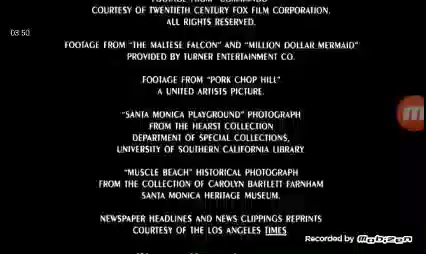 FOOTAGE FROM "COMMANDO"
COURTESY OF TWENTIETH CENTURY FOX FILM CORPORATION.
ALL RIGHTS RESERVED.
03:50
FOOTAGE FROM "THE MALTESE FALCON" AND "MILLION DOLLAR MERMAID"
PROVIDED BY TURNER ENTERTAINMENT CO.
FOOTAGE FROM "PORK CHOP HILL"
A UNITED ARTISTS PICTURE.
"SANTA MONICA PLAYGROUND" PHOTOGRAPH
FROM THE HEARST COLLECTION
DEPARTMENT OF SPECIAL COLLECTIONS,
UNIVERSITY OF SOUTHERN CALIFORNIA LIBRARY
"MUSCLE BEACH" HISTORICAL PHOTOGRAPH
FROM THE COLLECTION OF CAROLYN BARTLETT FARNHAM
SANTA MONICA HERITAGE MUSEUM.
NEWSPAPER HEADLINES AND NEWS CLIPPINGS REPRINTS
COURTESY OF THE LOS ANGELES TIMES
Recorded by Mobizen